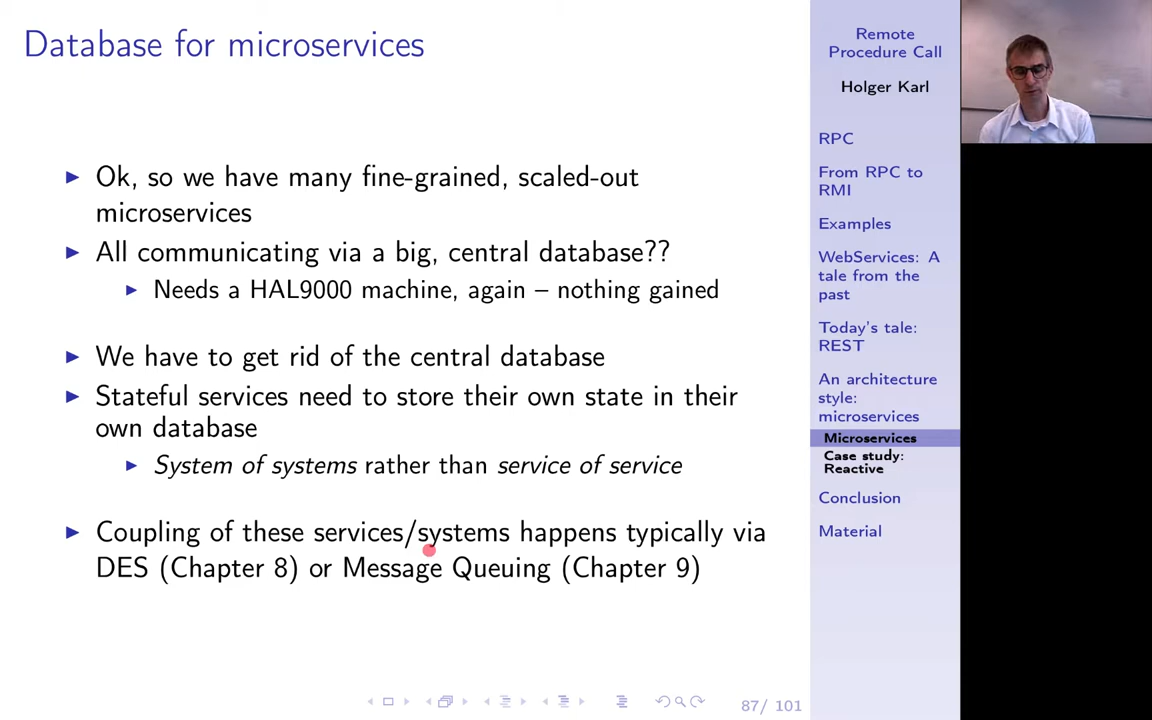 Database for microservices
▶ Ok, so we have many fine-grained, scaled-out
microservices
▶ All communicating via a big, central database??
▶ Needs a HAL9000 machine, again – nothing gained
▶ We have to get rid of the central database
▶ Stateful services need to store their own state in their
own database
▶ System of systems rather than service of service
▶ Coupling of these services/systems happens typically via
DES (Chapter 8) or Message Queuing (Chapter 9)
87/ 101
Remote
Procedure Call
Holger Karl
RPC
From RPC to
RMI
Examples
WebServices: A
tale from the
past
Today's tale:
REST
An architecture
style:
microservices
Microservices
Case study:
Reactive
Conclusion
Material